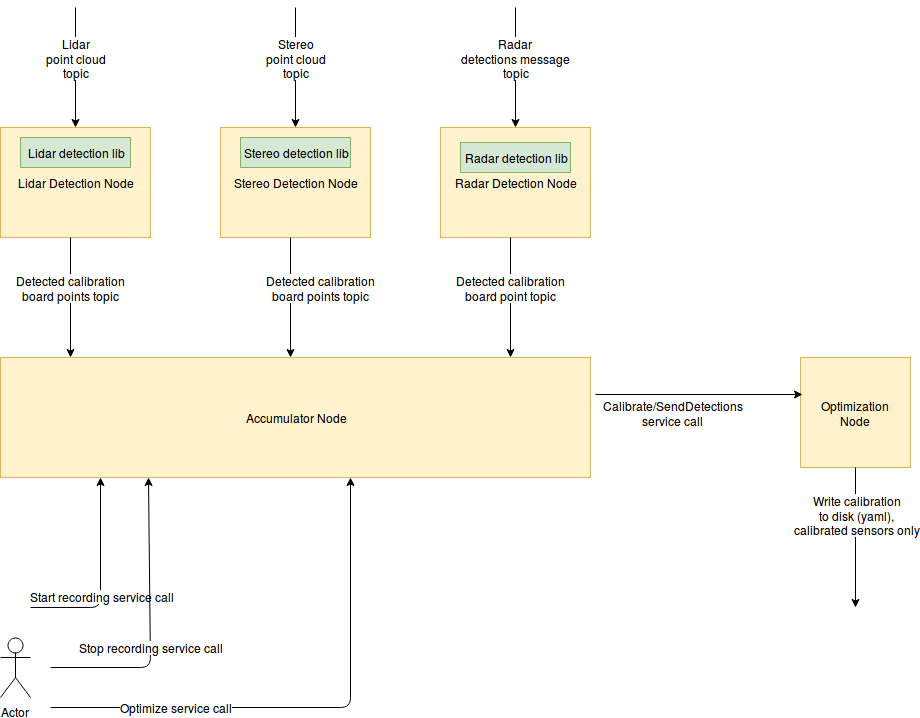 Lidar
point cloud
topic
Stereo
point cloud
topic
Radar
detections message
topic
Lidar detection lib
Lidar Detection Node
Stereo detection lib
Stereo Detection Node
Radar detection lib
Radar Detection Node
Detected calibration
board points topic
Detected calibration
board points topic
Detected calibration
board point topic
Accumulator Node
Calibrate/SendDetections
service call
Optimization
Node
Write calibration
to disk (yaml),
calibrated sensors only
Start recording service call
Stop recording service call
Optimize service call
Actor